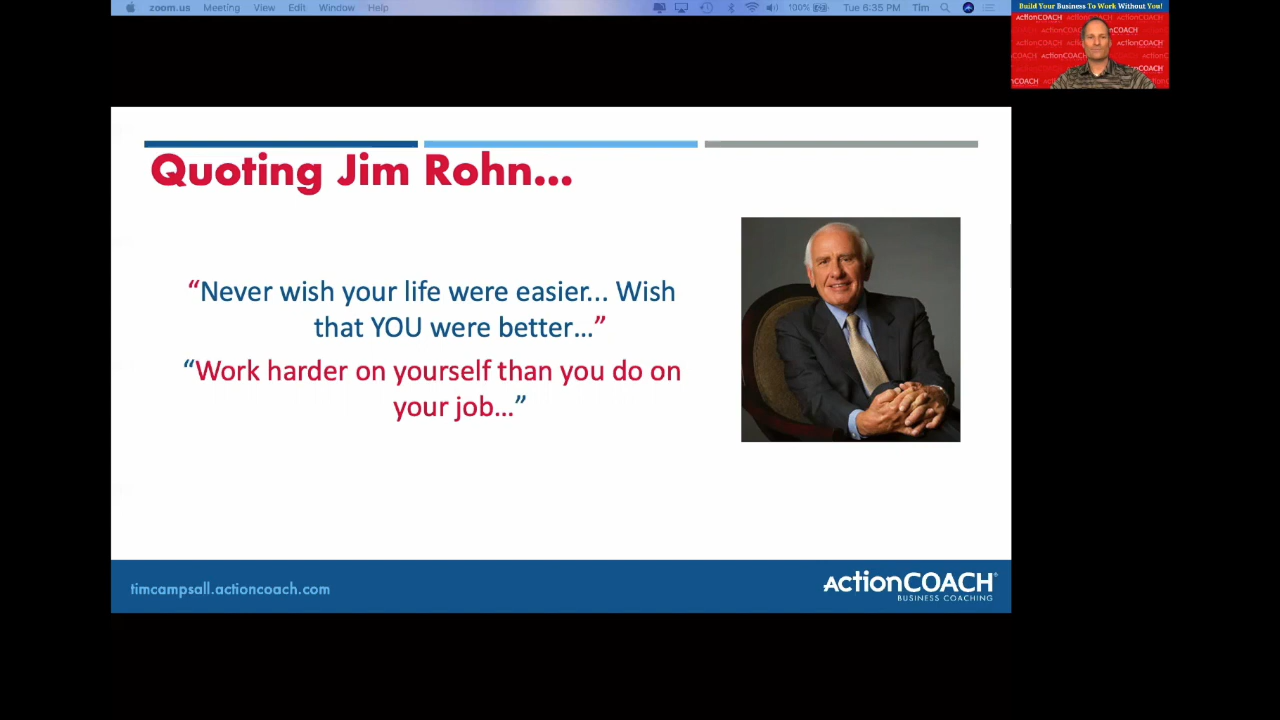 zoom.us Meeting View Edit Window Help 100% Tue 6:35 PM Tim
Build Your Business To Work Without You!
ActionCOACH
ActionCOACH
Quoting Jim Rohn...
“Never wish your life were easier... Wish
that YOU were better...”
“Work harder on yourself than you do on
your job...”
timcampsall.actioncoach.com
ActionCOACH®
BUSINESS COACHING